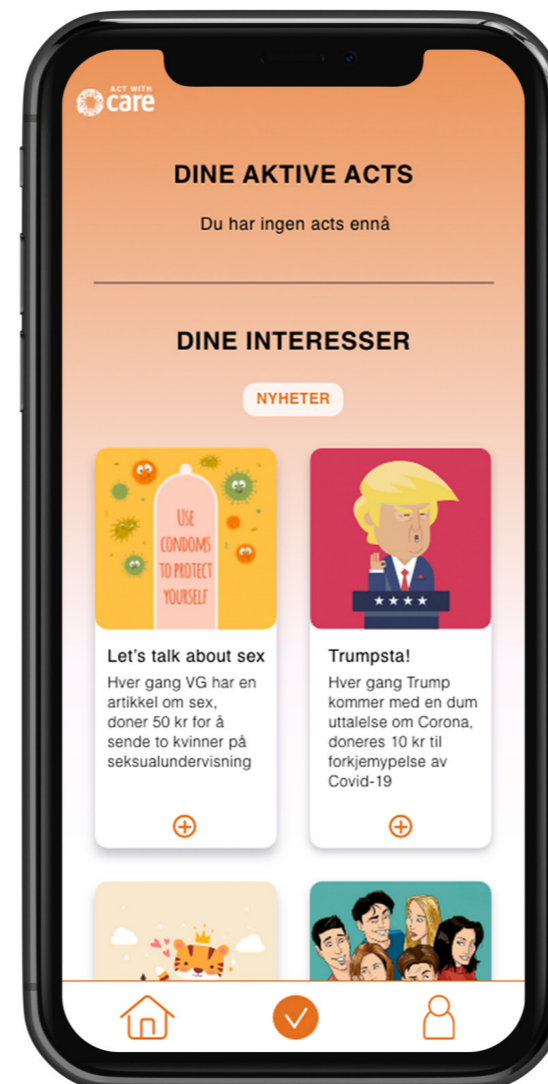 ACT WITH
care
DINE AKTIVE ACTS
Du har ingen acts ennå
DINE INTERESSER
NYHETER
USE
CONDOMS
TO PROTECT
YOURSELF
Let's talk about sex
Hver gang VG har en
artikkel om sex,
doner 50 kr for å
sende to kvinner på
seksualundervisning
Trumpsta!
Hver gang Trump
kommer med en dum
uttalelse om Corona,
doneres 10 kr til
forkjemypelse av
Covid-19